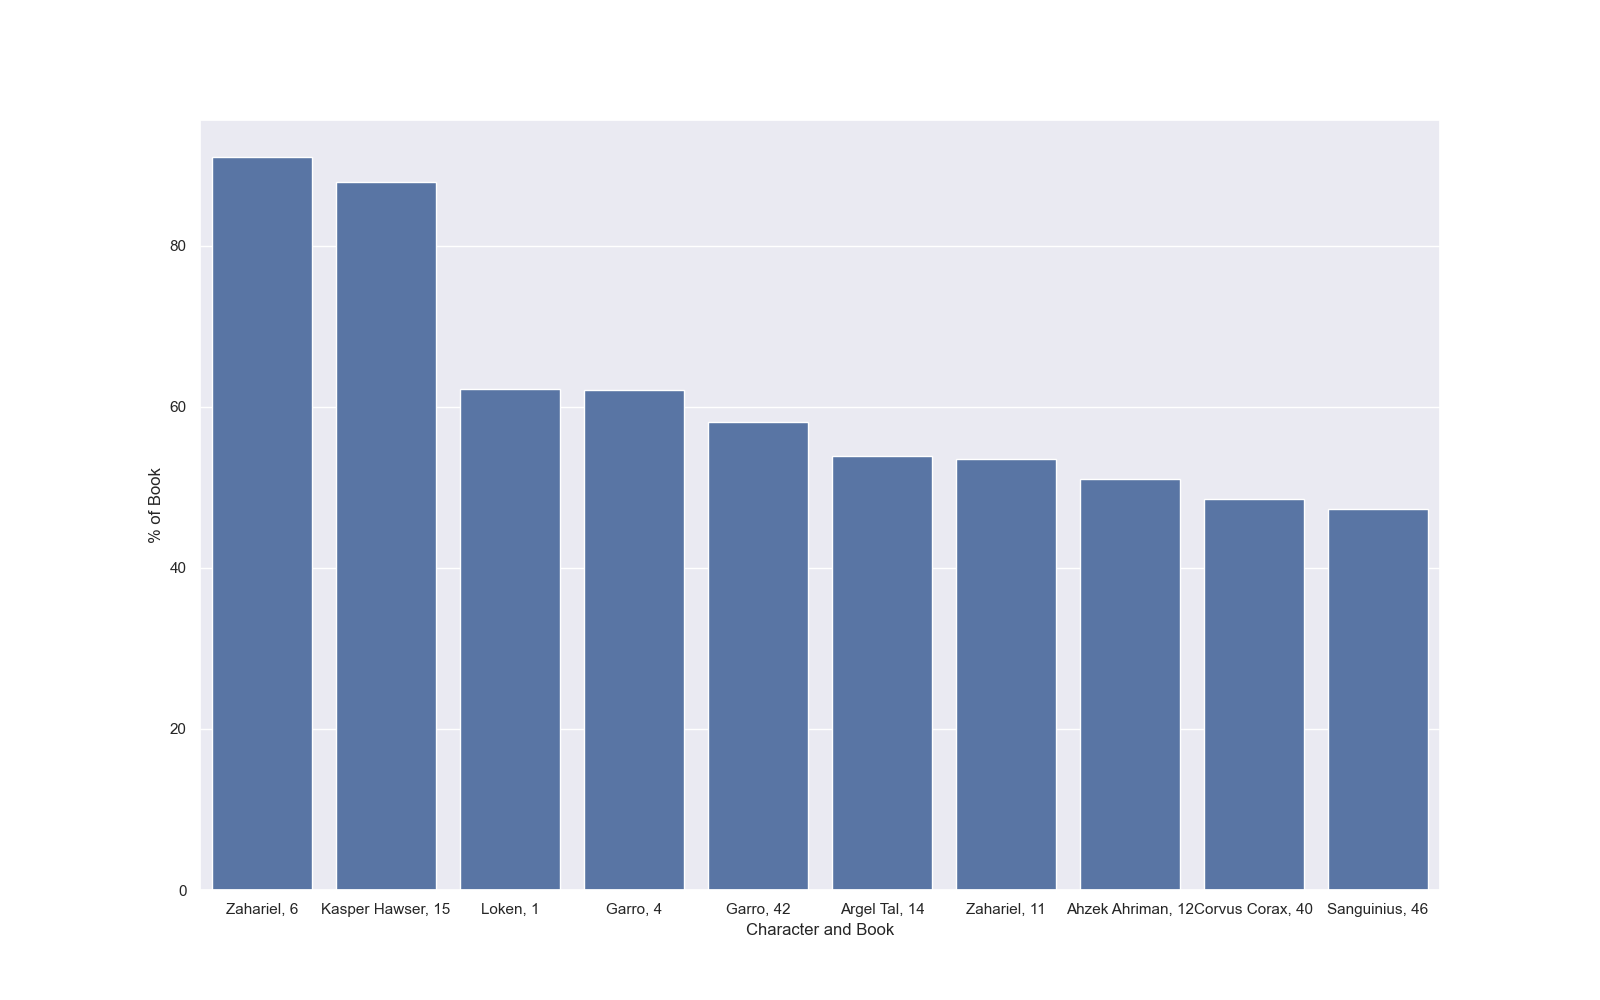 80
60
40
20
0
% of Book
Zahariel, 6 Kasper Hawser, 15 Loken, 1 Garro, 4 Garro, 42 Argel Tal, 14 Zahariel, 11 Ahzek Ahriman, 12 Corvus Corax, 40 Sanguinius, 46
Character and Book